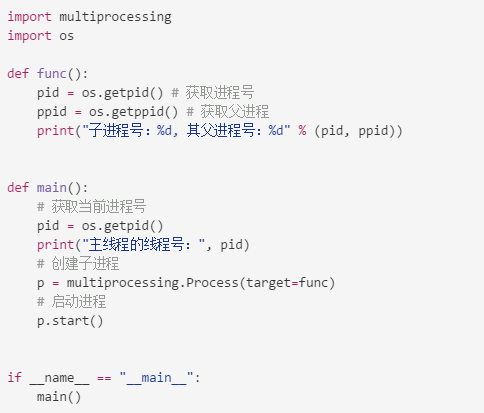 import multiprocessing
import os
def func():
    pid = os.getpid() # 获取进程号
    ppid = os.getppid() # 获取父进程
    print("子进程号：%d, 其父进程号：%d" % (pid, ppid))
def main():
    # 获取当前进程号
    pid = os.getpid()
    print("主线程的线程号：", pid)
    # 创建子进程
    p = multiprocessing.Process(target=func)
    # 启动进程
    p.start()
if __name__ == "__main__":
    main()